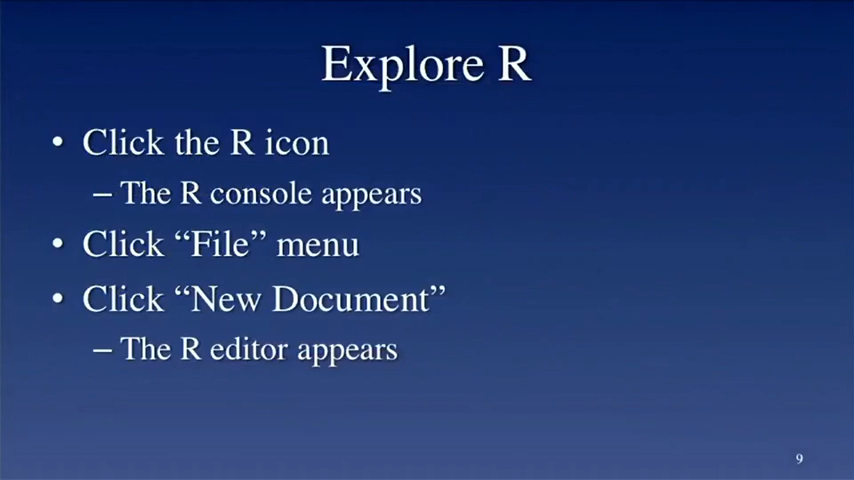 Explore R
• Click the R icon
– The R console appears
• Click “File” menu
• Click “New Document”
– The R editor appears
9